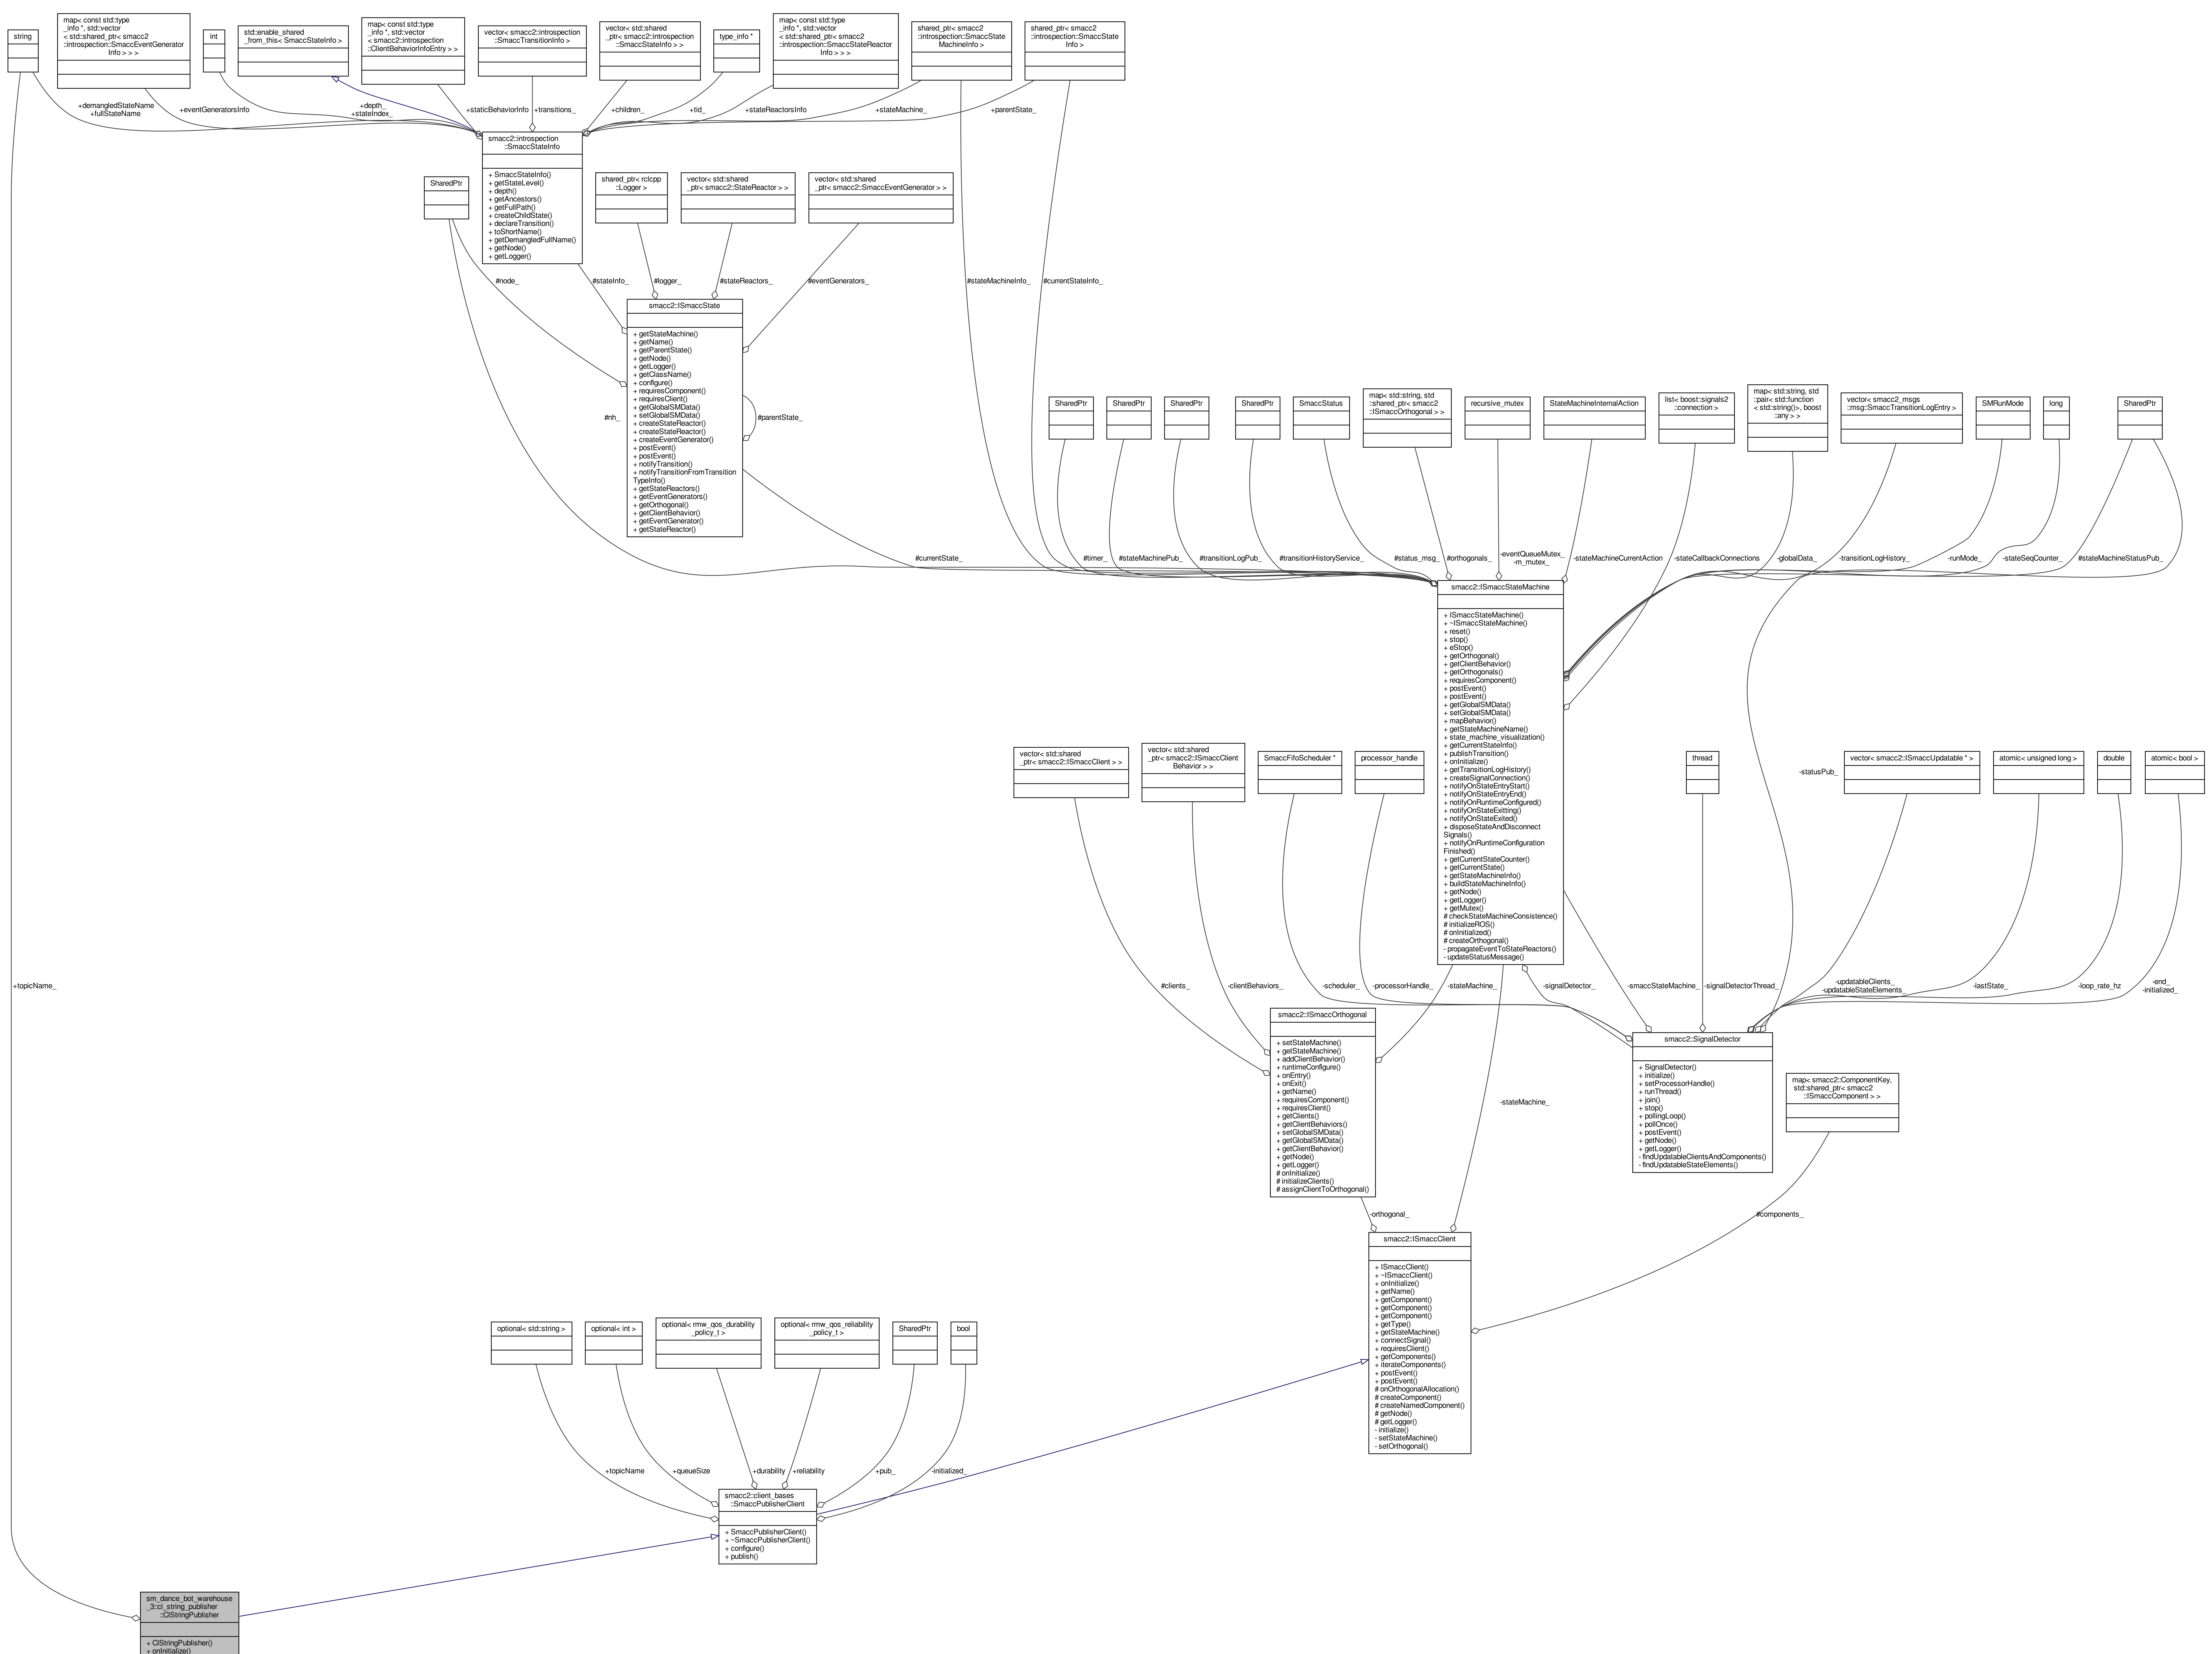 string
map< const std::type
_info *, std::vector
< std::shared_ptr< smacc2
::introspection::SmaccEventGenerator
Info > > >
int
std::enable_shared
_from_this< SmaccStateInfo >
map< const std::type
_info *, std::vector
< smacc2::introspection
::ClientBehaviorInfoEntry > >
vector< smacc2::introspection
::SmaccTransitionInfo >
vector< std::shared
_ptr< smacc2::introspection
::SmaccStateInfo > >
type_info *
map< const std::type
_info *, std::vector
< std::shared_ptr< smacc2
::introspection::SmaccStateReactor
Info > > >
shared_ptr< smacc2
::introspection::SmaccState
MachineInfo >
shared_ptr< smacc2
::introspection::SmaccState
Info >
+demangledStateName
+fullStateName
+eventGeneratorsInfo
+depth_
+stateIndex_
+staticBehaviorInfo
+transitions_
+children_
+tid_
+stateReactorsInfo
+stateMachine_
+parentState_
smacc2::introspection
::SmaccStateInfo
+ SmaccStateInfo()
+ getStateLevel()
+ depth()
+ getAncestors()
+ getFullPath()
+ createChildState()
+ declareTransition()
+ toShortName()
+ getDemangledFullName()
+ getNode()
+ getLogger()
SharedPtr
shared_ptr< rclcpp
::Logger >
vector< std::shared
_ptr< smacc2::StateReactor > >
vector< std::shared
_ptr< smacc2::SmaccEventGenerator > >
#node_
#stateInfo_
#logger_
#stateReactors_
#eventGenerators_
#stateMachineInfo_
#currentStateInfo_
smacc2::ISmaccState
+ getStateMachine()
+ getName()
+ getParentState()
+ getNode()
+ getLogger()
+ getClassName()
+ configure()
+ requiresComponent()
+ requiresClient()
+ getGlobalSMData()
+ setGlobalSMData()
+ createStateReactor()
+ createStateReactor()
+ createEventGenerator()
+ postEvent()
+ postEvent()
+ notifyTransition()
+ notifyTransitionFromTransition
TypeInfo()
+ getStateReactors()
+ getEventGenerators()
+ getOrthogonal()
+ getClientBehavior()
+ getEventGenerator()
+ getStateReactor()
#nh_
#parentState_
SharedPtr
SharedPtr
SharedPtr
SharedPtr
SmaccStatus
map< std::string, std
::shared_ptr< smacc2
::ISmaccOrthogonal > >
recursive_mutex
StateMachineInternalAction
list< boost::signals2
::connection >
map< std::string, std
::pair< std::function
< std::string()>, boost
::any > >
vector< smacc2_msgs
::msg::SmaccTransitionLogEntry >
SMRunMode
long
SharedPtr
#currentState_
#timer_
#stateMachinePub_
#transitionLogPub_
#transitionHistoryService_
#status_msg_
#orthogonals_
-eventQueueMutex_
-m_mutex_
-stateMachineCurrentAction
-stateCallbackConnections
-globalData_
-transitionLogHistory_
-runMode_
-stateSeqCounter_
#stateMachineStatusPub_
smacc2::ISmaccStateMachine
+ ISmaccStateMachine()
+ ~ISmaccStateMachine()
+ reset()
+ stop()
+ eStop()
+ getOrthogonal()
+ getClientBehavior()
+ getOrthogonals()
+ requiresComponent()
+ postEvent()
+ postEvent()
+ getGlobalSMData()
+ setGlobalSMData()
+ mapBehavior()
+ getStateMachineName()
+ state_machine_visualization()
+ getCurrentStateInfo()
+ publishTransition()
+ onInitialize()
+ getTransitionLogHistory()
+ createSignalConnection()
+ notifyOnStateEntryStart()
+ notifyOnStateEntryEnd()
+ notifyOnRuntimeConfigured()
+ notifyOnStateExitting()
+ notifyOnStateExited()
+ disposeStateAndDisconnect
Signals()
+ notifyOnRuntimeConfiguration
Finished()
+ getCurrentStateCounter()
+ getCurrentState()
+ getStateMachineInfo()
+ buildStateMachineInfo()
+ getNode()
+ getLogger()
+ getMutex()
# checkStateMachineConsistence()
# initializeROS()
# onInitialized()
# createOrthogonal()
- propagateEventToStateReactors()
- updateStatusMessage()
vector< std::shared
_ptr< smacc2::ISmaccClient > >
vector< std::shared
_ptr< smacc2::ISmaccClient
Behavior > >
SmaccFifoScheduler *
processor_handle
thread
-statusPub_
vector< smacc2::ISmaccUpdatable * >
atomic< unsigned long >
double
atomic< bool >
+topicName_
#clients_
-clientBehaviors_
-scheduler_
-processorHandle_
-stateMachine_
-signalDetector_
-smaccStateMachine_
-signalDetectorThread_
-updatableClients_
-updatableStateElements_
-lastState_
-loop_rate_hz
-end_
-initialized_
smacc2::ISmaccOrthogonal
+ setStateMachine()
+ getStateMachine()
+ addClientBehavior()
+ runtimeConfigure()
+ onEntry()
+ onExit()
+ getName()
+ requiresComponent()
+ requiresClient()
+ getClients()
+ getClientBehaviors()
+ setGlobalSMData()
+ getGlobalSMData()
+ getClientBehavior()
+ getNode()
+ getLogger()
# onInitialize()
# initializeClients()
# assignClientToOrthogonal()
smacc2::SignalDetector
+ SignalDetector()
+ initialize()
+ setProcessorHandle()
+ runThread()
+ join()
+ stop()
+ pollingLoop()
+ pollOnce()
+ postEvent()
+ getNode()
+ getLogger()
- findUpdatableClientsAndComponents()
- findUpdatableStateElements()
map< smacc2::ComponentKey,
std::shared_ptr< smacc2
::ISmaccComponent > >
-stateMachine_
-orthogonal_
#components_
smacc2::ISmaccClient
+ ISmaccClient()
+ ~ISmaccClient()
+ onInitialize()
+ getName()
+ getComponent()
+ getComponent()
+ getComponent()
+ getType()
+ getStateMachine()
+ connectSignal()
+ requiresClient()
+ getComponents()
+ iterateComponents()
+ postEvent()
+ postEvent()
# onOrthogonalAllocation()
# createComponent()
# createNamedComponent()
# getNode()
# getLogger()
- initialize()
- setStateMachine()
- setOrthogonal()
optional< std::string >
optional< int >
optional< rmw_qos_durability
_policy_t >
optional< rmw_qos_reliability
_policy_t >
SharedPtr
bool
+topicName
+queueSize
+durability
+reliability
+pub_
-initialized_
smacc2::client_bases
::SmaccPublisherClient
+ SmaccPublisherClient()
+ ~SmaccPublisherClient()
+ configure()
+ publish()
sm_dance_bot_warehouse
_3::cl_string_publisher
::ClStringPublisher
+ ClStringPublisher()
+ onInitialize()